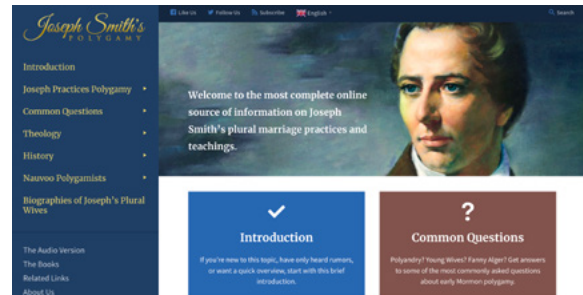 Joseph Smith's
POLYGAMY
Introduction
Joseph Practices Polygamy
Common Questions
Theology
History
Nauvoo Polygamists
Biographies of Joseph's Plural
Wives
The Audio Version
The Books
Related Links
About Us
Like Us Follow Us Subscribe English Search
Welcome to the most complete online
source of information on Joseph
Smith's plural marriage practices and
teachings.
Introduction
If you're new to this topic, have only heard rumors,
or want a quick overview, start with this brief
introduction.
?
Common Questions
Polyandry? Young Wives? Fanny Alger? Get answers
to some of the most commonly asked questions
about early Mormon polygamy.